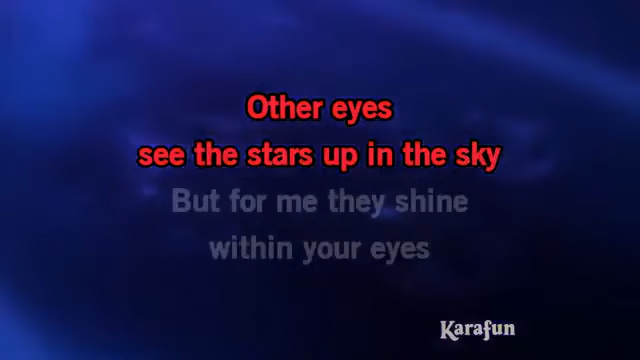 Other eyes
see the stars up in the sky
But for me they shine
within your eyes
Karafun